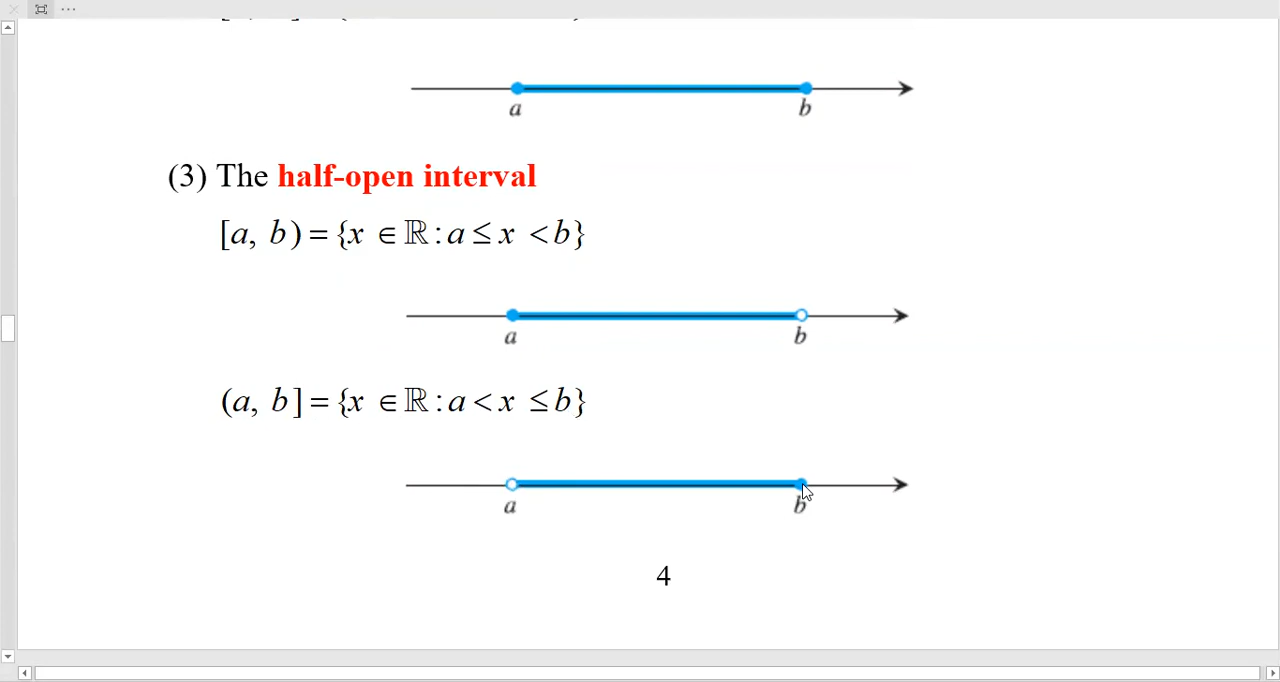 a b
(3) The half-open interval
[a, b) = {x ∈ ℝ : a ≤ x < b}
a b
(a, b] = {x ∈ ℝ : a < x ≤ b}
a b
4